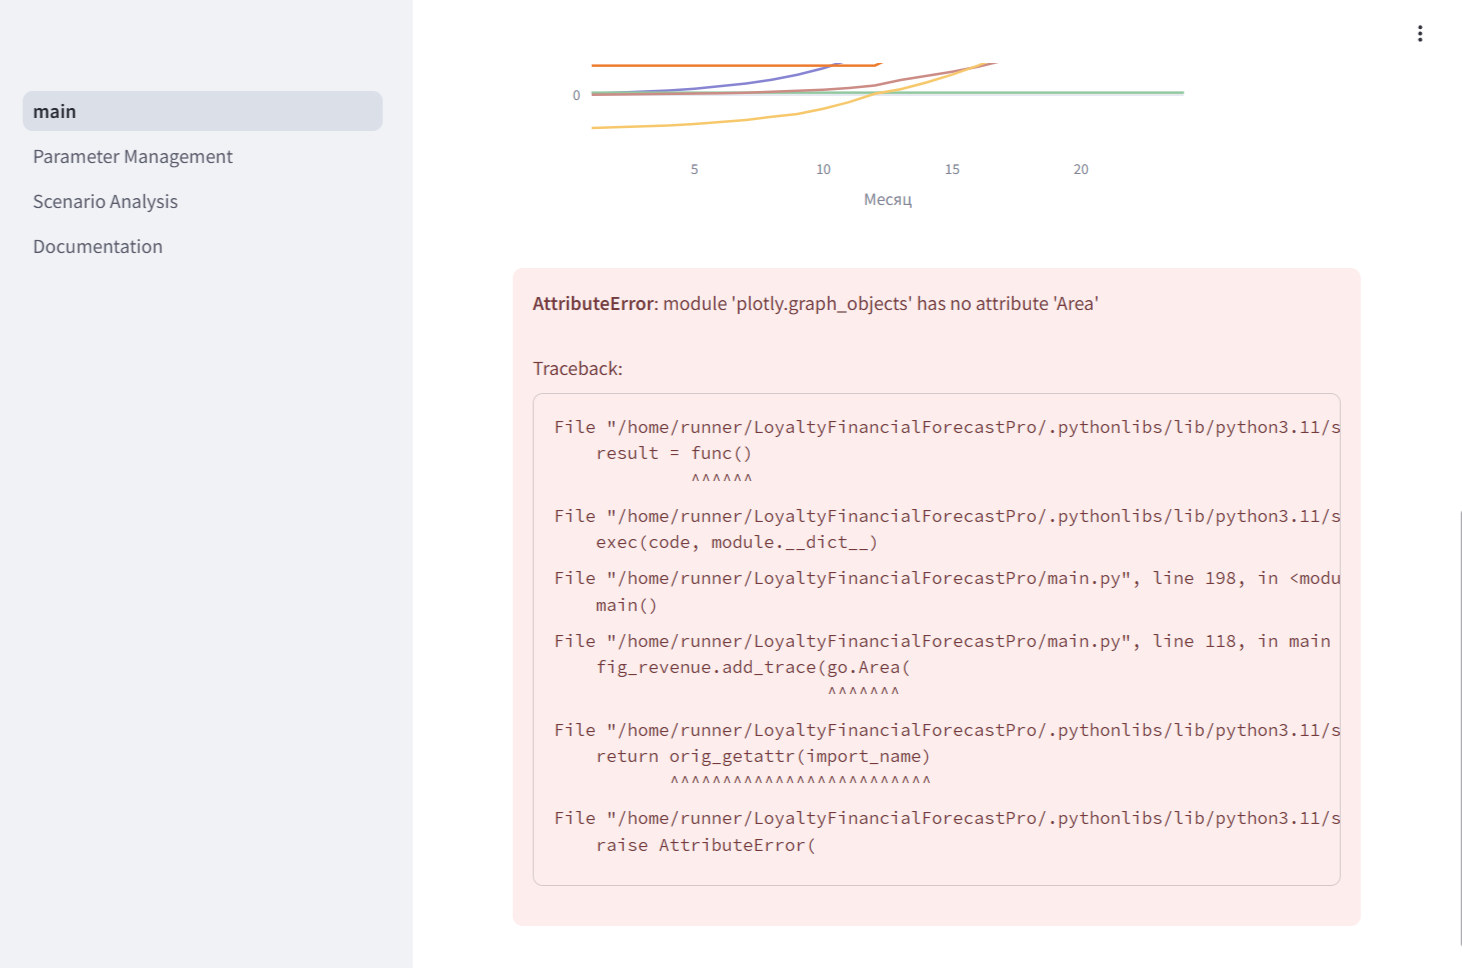 main
Parameter Management
Scenario Analysis
Documentation
0
5 10 15 20
Месяц
AttributeError: module 'plotly.graph_objects' has no attribute 'Area'
Traceback:
File "/home/runner/LoyaltyFinancialForecastPro/.pythonlibs/lib/python3.11/s
result = func()
^^^^^^
File "/home/runner/LoyaltyFinancialForecastPro/.pythonlibs/lib/python3.11/s
exec(code, module.__dict__)
File "/home/runner/LoyaltyFinancialForecastPro/main.py", line 198, in <modu
main()
File "/home/runner/LoyaltyFinancialForecastPro/main.py", line 118, in main
fig_revenue.add_trace(go.Area(
^^^^^^^
File "/home/runner/LoyaltyFinancialForecastPro/.pythonlibs/lib/python3.11/s
return orig_getattr(import_name)
^^^^^^^^^^^^^^^^^^^^^^^^^
File "/home/runner/LoyaltyFinancialForecastPro/.pythonlibs/lib/python3.11/s
raise AttributeError(